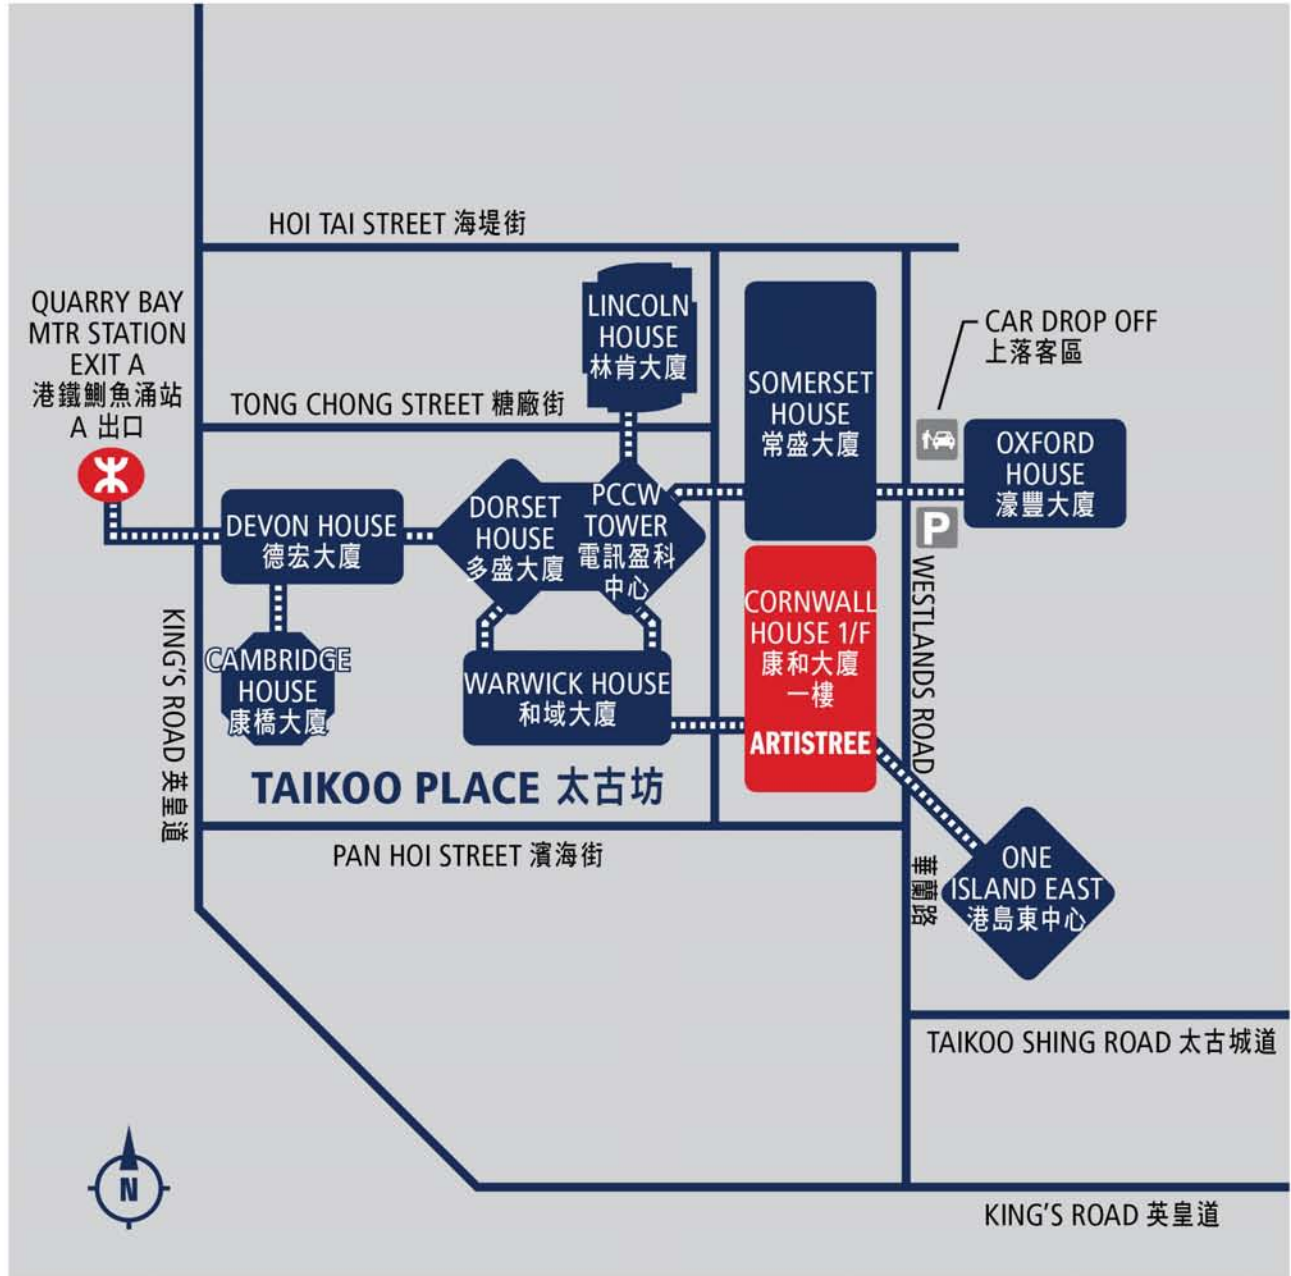 HOI TAI STREET 海堤街
QUARRY BAY
MTR STATION
EXIT A
港鐵鰂魚涌站
A 出口
LINCOLN
HOUSE
林肯大廈
CAR DROP OFF
上落客區
TONG CHONG STREET 糖廠街
SOMERSET
HOUSE
常盛大廈
OXFORD
HOUSE
濠豐大廈
P
DEVON HOUSE
德宏大廈
DORSET
HOUSE
多盛大廈
PCCW
TOWER
電訊盈科
中心
CORNWALL
HOUSE 1/F
康和大廈
一樓
ARTISTREE
WESTLANDS ROAD
華蘭路
KING'S ROAD 英皇道
CAMBRIDGE
HOUSE
康橋大廈
WARWICK HOUSE
和域大廈
TAIKOO PLACE 太古坊
PAN HOI STREET 濱海街
ONE
ISLAND EAST
港島東中心
TAIKOO SHING ROAD 太古城道
N
KING'S ROAD 英皇道